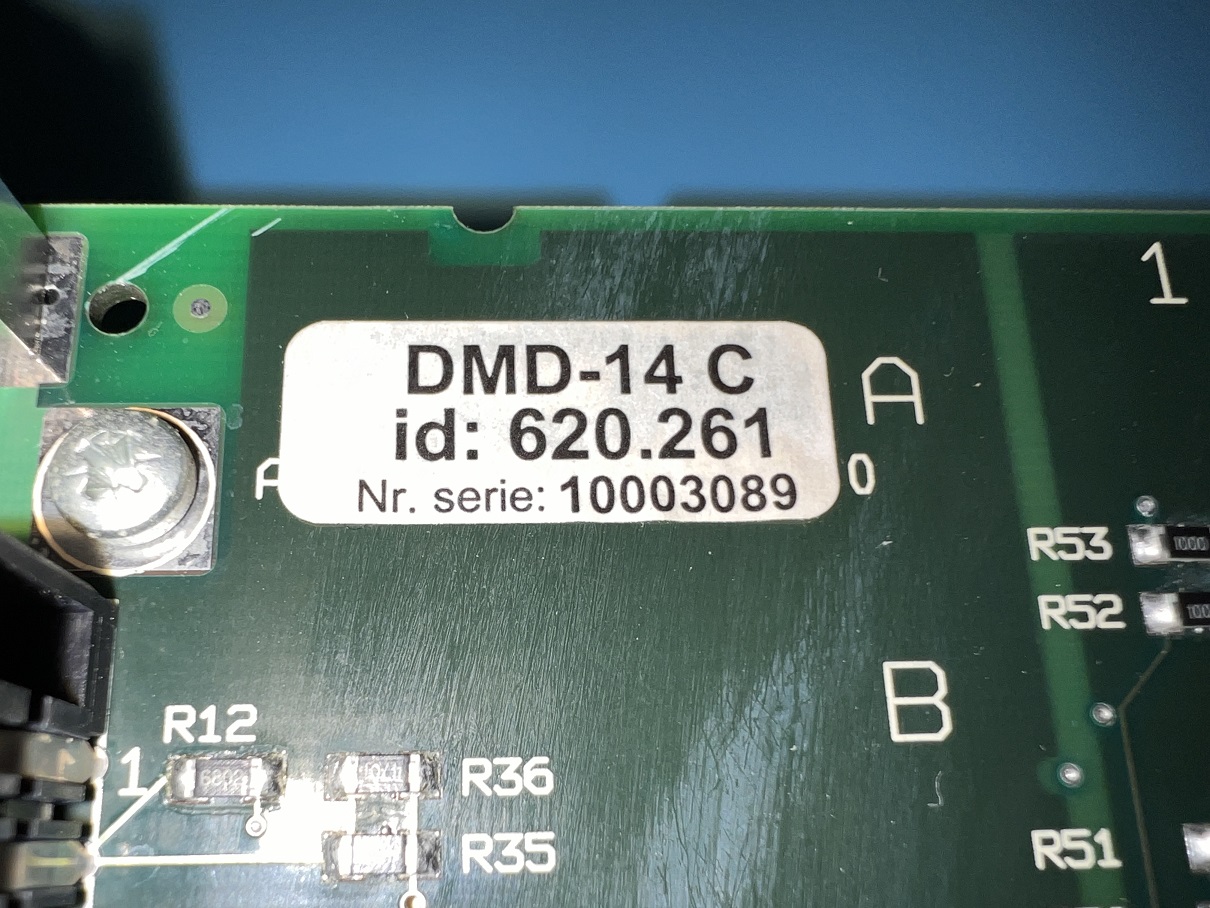 1
DMD-14 C
id: 620.261
Nr. serie: 10003089
A
A
0
R53
R52
B
R12
1
R36
R35
R51